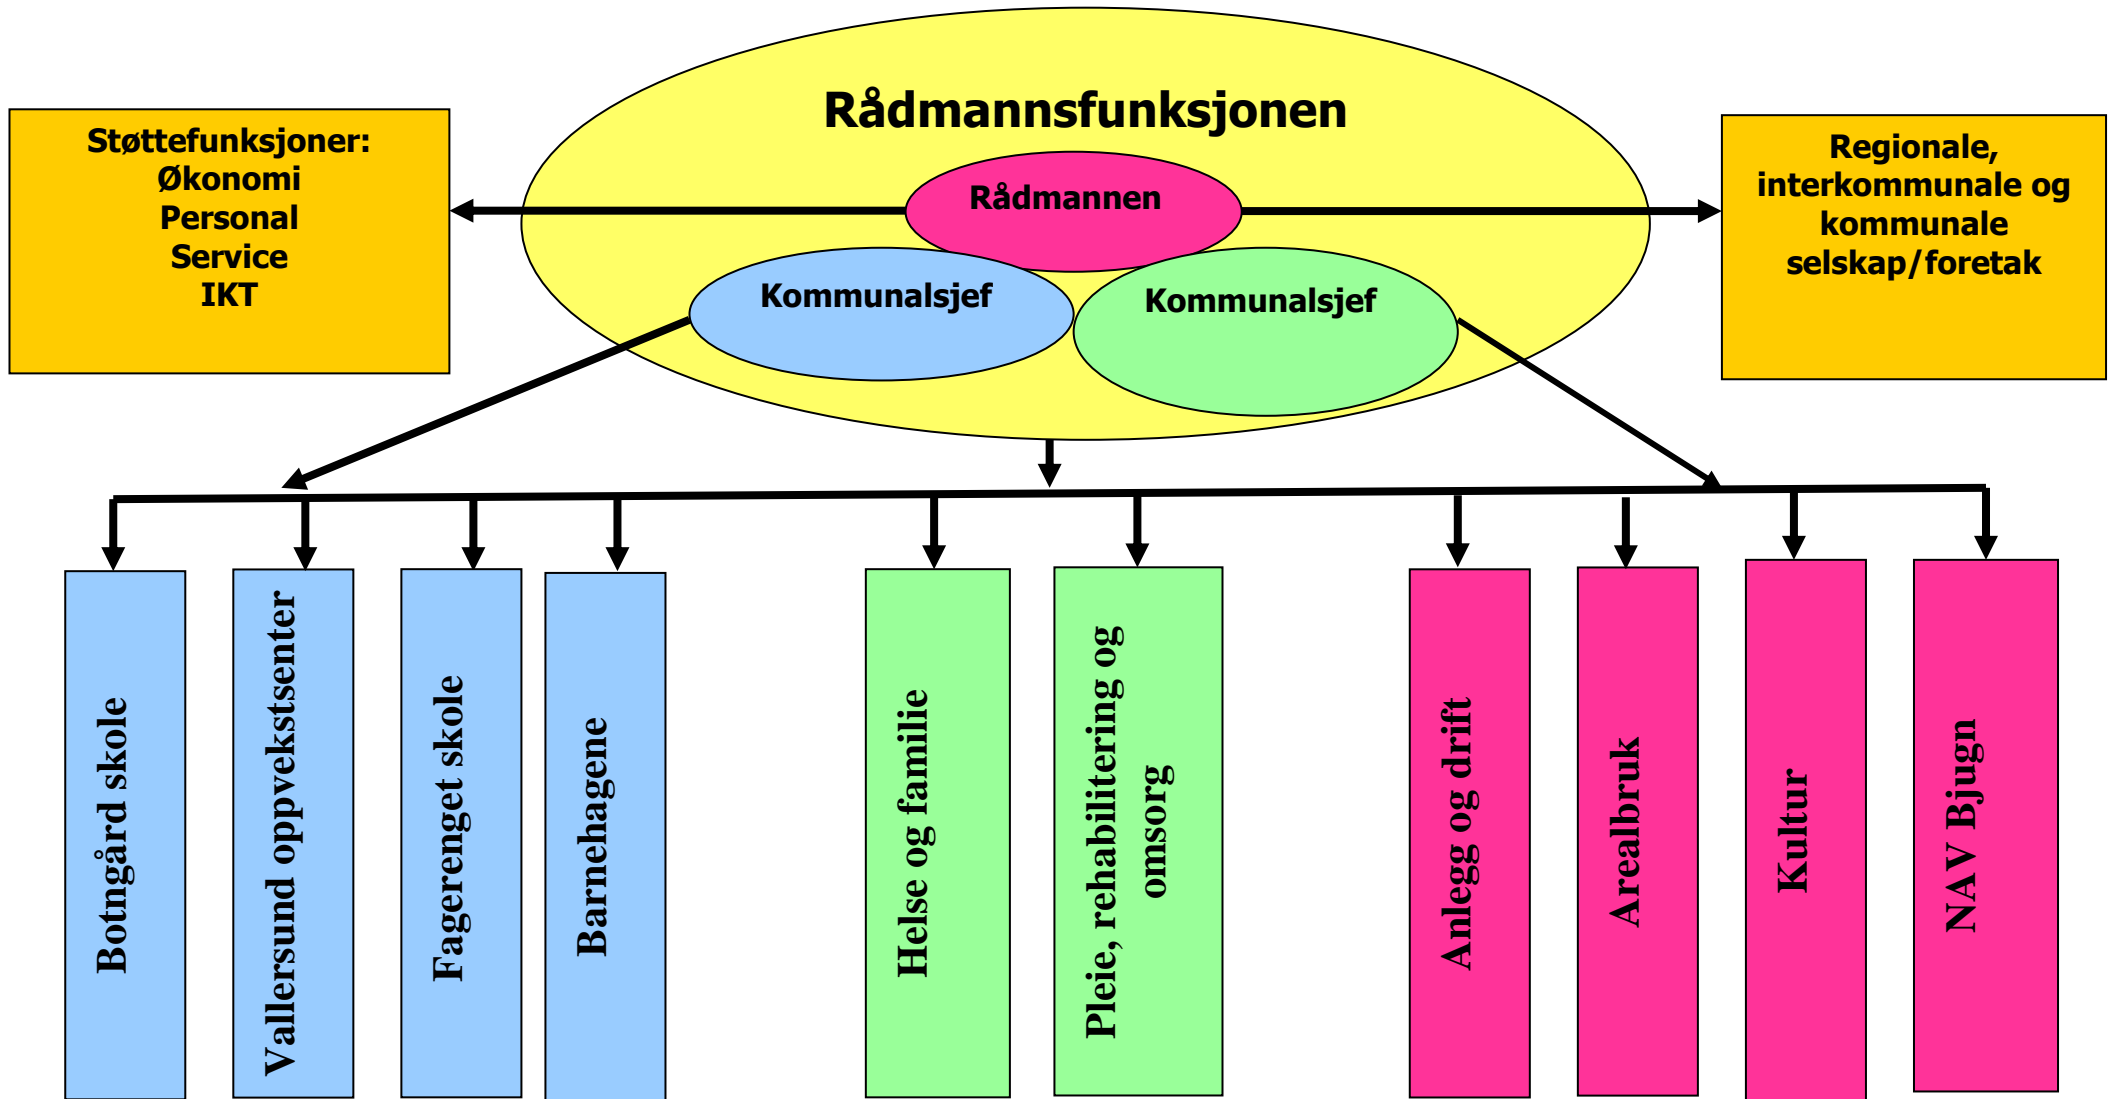 Rådmannsfunksjonen
Støttefunksjoner:
Økonomi
Personal
Service
IKT
Rådmannen
Regionale,
interkommunale og
kommunale
selskap/foretak
Kommunalsjef
Kommunalsjef
Botngård skole
Vallersund oppvekstsenter
Fagerenget skole
Barnehagene
Helse og familie
Pleie, rehabilitering og
omsorg
Anlegg og drift
Arealbruk
Kultur
NAV Bjugn